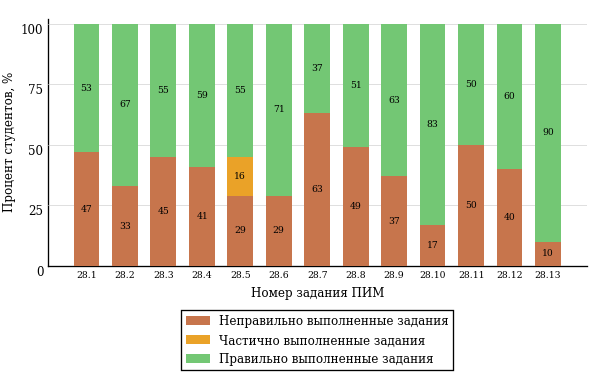 Процент студентов, %
100
75
50
25
0
53 67 55 59 55 71 37 51 63 83 50 60 90
16
47 33 45 41 29 29 63 49 37 17 50 40 10
28.1 28.2 28.3 28.4 28.5 28.6 28.7 28.8 28.9 28.10 28.11 28.12 28.13
Номер задания ПИМ
Неправильно выполненные задания
Частично выполненные задания
Правильно выполненные задания